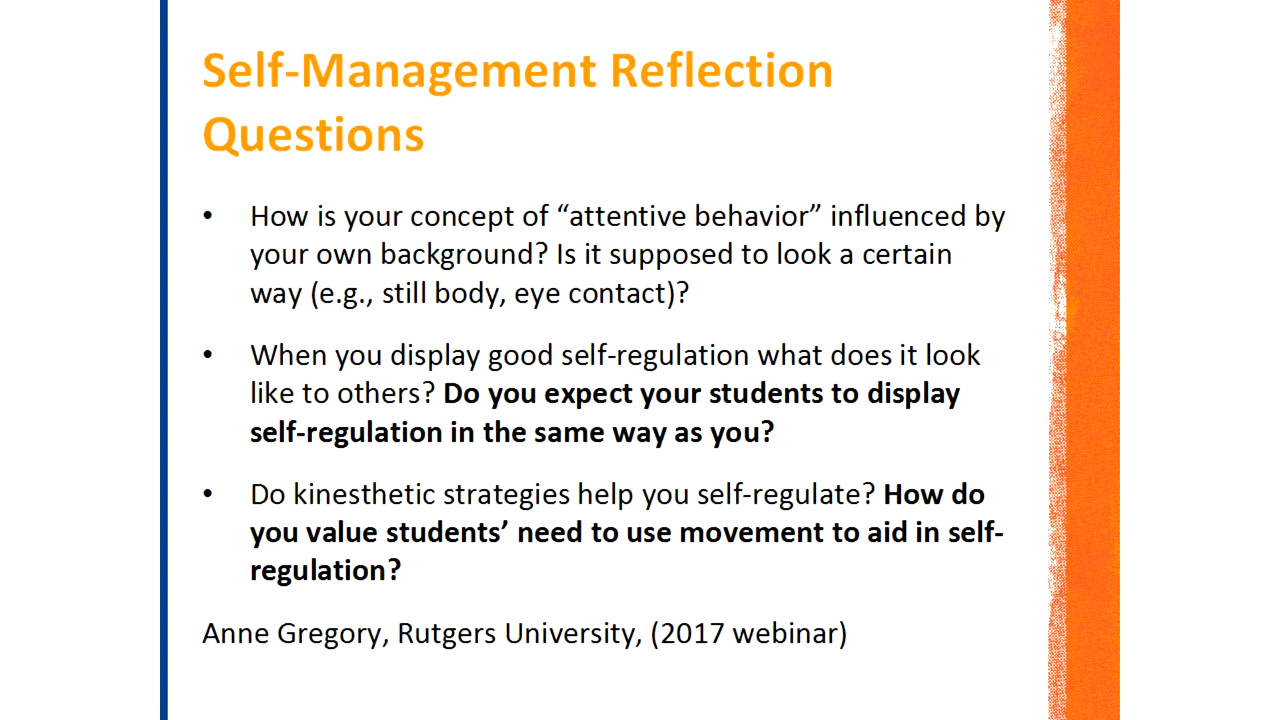 Self-Management Reflection
Questions
• How is your concept of “attentive behavior” influenced by
your own background? Is it supposed to look a certain
way (e.g., still body, eye contact)?
• When you display good self-regulation what does it look
like to others? Do you expect your students to display
self-regulation in the same way as you?
• Do kinesthetic strategies help you self-regulate? How do
you value students’ need to use movement to aid in self-
regulation?
Anne Gregory, Rutgers University, (2017 webinar)